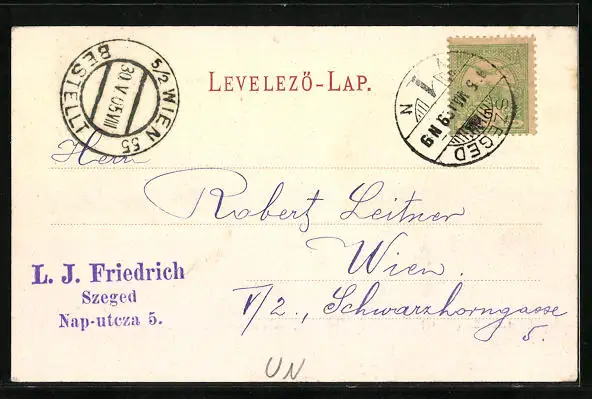 5/2 WIEN 55
30.V.05.VIII
BESTELLT
LEVELEZŐ-LAP.
SZEGED
Herrn
Robert Leitner
Wien.
V/2., Schwarzhorngasse
5.
L. J. Friedrich
Szeged
Nap-utcza 5.
UN